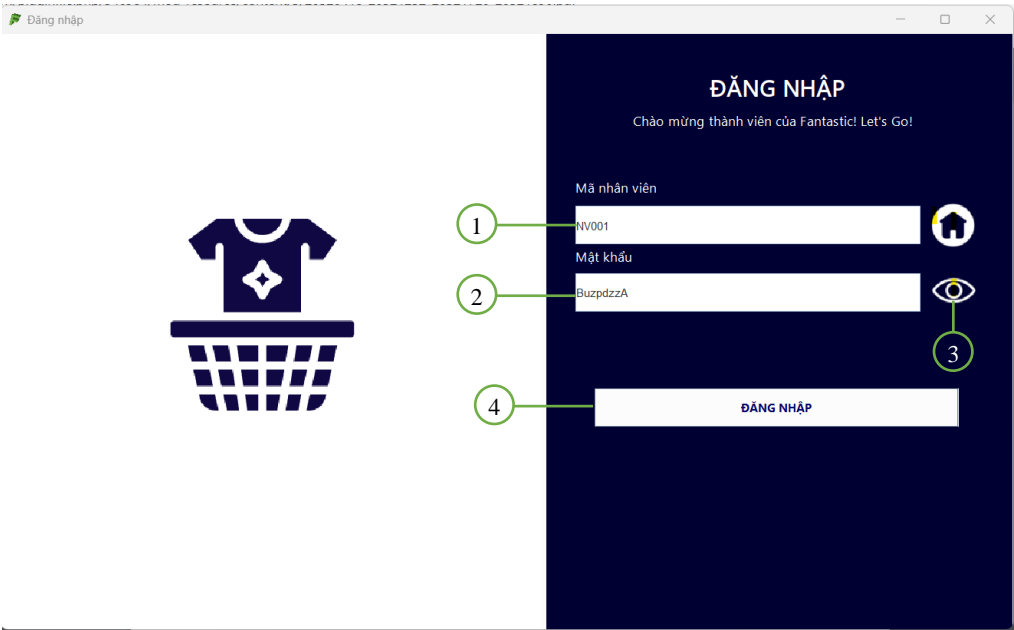 Đăng nhập
ĐĂNG NHẬP
Chào mừng thành viên của Fantastic! Let's Go!
Mã nhân viên
1
NV001
Mật khẩu
2
BuzpdzzA
3
4
ĐĂNG NHẬP